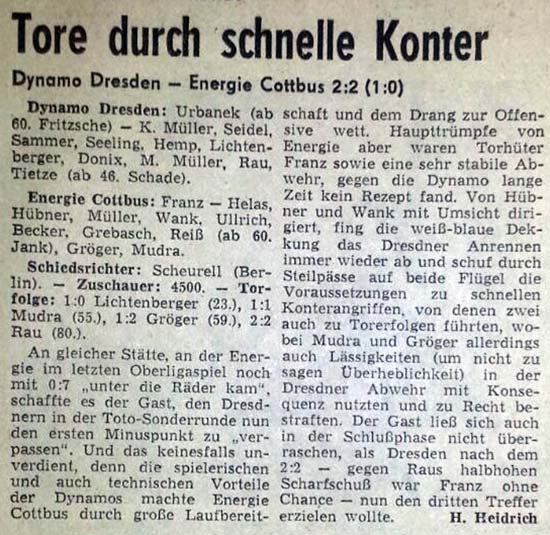 Tore durch schnelle Konter
Dynamo Dresden — Energie Cottbus 2:2 (1:0)
Dynamo Dresden: Urbanek (ab
60. Fritzsche) — K. Müller, Seidel,
Sammer, Seeling, Hemp, Lichten-
berger, Donix, M. Müller, Rau,
Tietze (ab 46. Schade).
Energie Cottbus: Franz — Helas,
Hübner, Müller, Wank, Ullrich,
Becker, Grebasch, Reiß (ab 60.
Jank), Gröger, Mudra.
Schiedsrichter: Scheurell (Ber-
lin). — Zuschauer: 4500. — Tor-
folge: 1:0 Lichtenberger (23.), 1:1
Mudra (55.), 1:2 Gröger (59.), 2:2
Rau (80.).
An gleicher Stätte, an der Ener-
gie im letzten Oberligaspiel noch
mit 0:7 „unter die Räder kam“,
schaffte es der Gast, den Dresd-
nern in der Toto-Sonderrunde nun
den ersten Minuspunkt zu „ver-
passen“. Und das keinesfalls un-
verdient, denn die spielerischen
und auch technischen Vorteile
der Dynamos machte Energie
Cottbus durch große Laufbereit-
schaft und dem Drang zur Offen-
sive wett. Haupttrümpfe von
Energie aber waren Torhüter
Franz sowie eine sehr stabile Ab-
wehr, gegen die Dynamo lange
Zeit kein Rezept fand. Von Hüb-
ner und Wank mit Umsicht diri-
giert, fing die weiß-blaue Dek-
kung das Dresdner Anrennen
immer wieder ab und schuf durch
Steilpässe auf beide Flügel die
Voraussetzungen zu schnellen
Konterangriffen, von denen zwei
auch zu Torerfolgen führten, wo-
bei Mudra und Gröger allerdings
auch Lässigkeiten (um nicht zu
sagen Überheblichkeit) in der
Dresdner Abwehr mit Konse-
quenz nutzten und zu Recht be-
straften. Der Gast ließ sich auch
in der Schlußphase nicht über-
raschen, als Dresden nach dem
2:2 — gegen Raus halbhohen
Scharfschuß war Franz ohne
Chance — nun den dritten Treffer
erzielen wollte. H. Heidrich